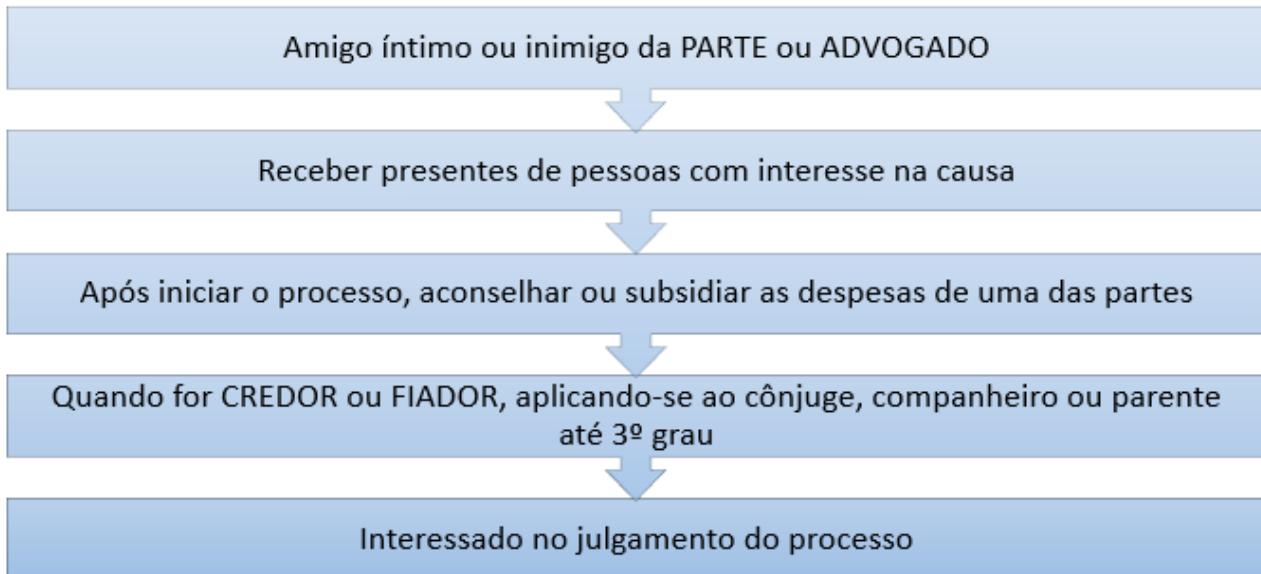 Amigo íntimo ou inimigo da PARTE ou ADVOGADO
Receber presentes de pessoas com interesse na causa
Após iniciar o processo, aconselhar ou subsidiar as despesas de uma das partes
Quando for CREDOR ou FIADOR, aplicando-se ao cônjuge, companheiro ou parente
até 3º grau
Interessado no julgamento do processo